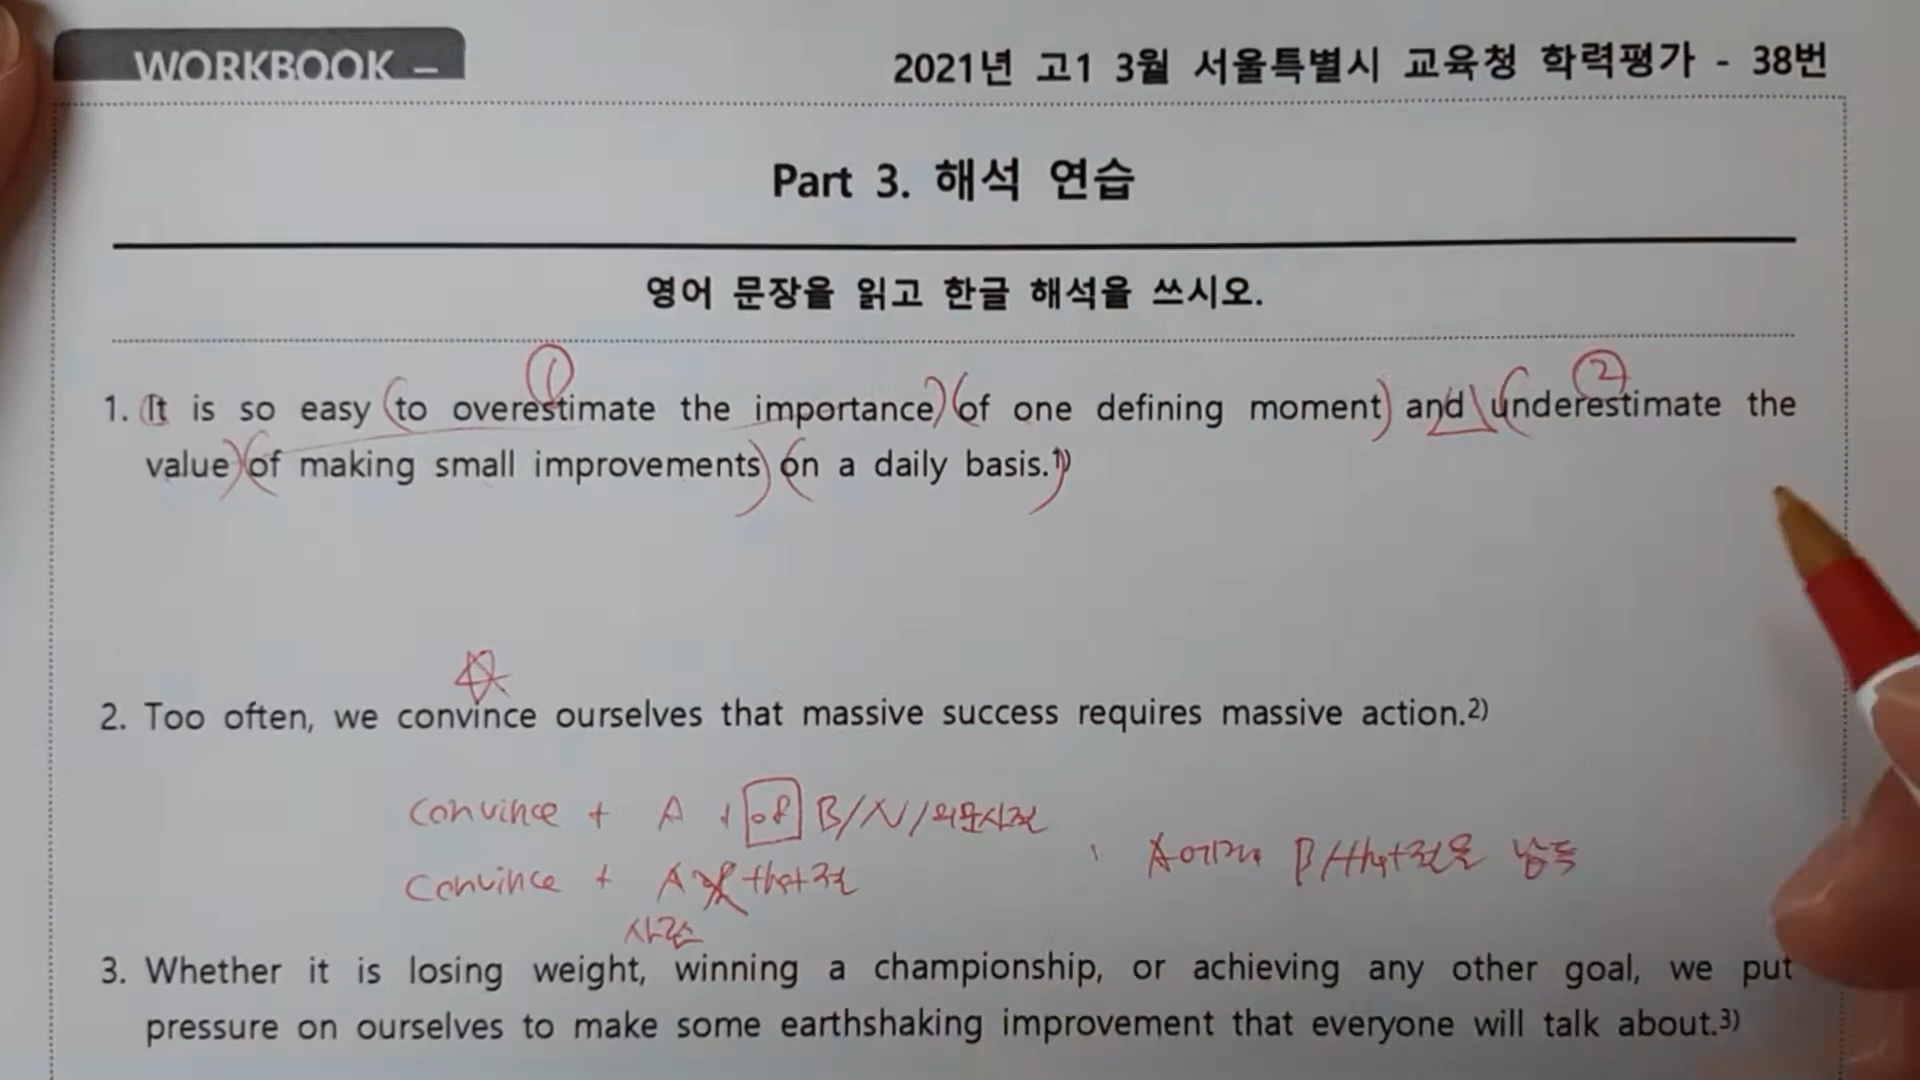 WORKBOOK –
2021년 고1 3월 서울특별시 교육청 학력평가 - 38번
Part 3. 해석 연습
영어 문장을 읽고 한글 해석을 쓰시오.
① ②
1. It is so easy to overestimate the importance of one defining moment and underestimate the
value of making small improvements on a daily basis.1)
2. Too often, we convince ourselves that massive success requires massive action.2)
convince + A + of B/N/의문사절
convince + A that절
A에게 B/that절을 납득
사람
3. Whether it is losing weight, winning a championship, or achieving any other goal, we put
pressure on ourselves to make some earthshaking improvement that everyone will talk about.3)